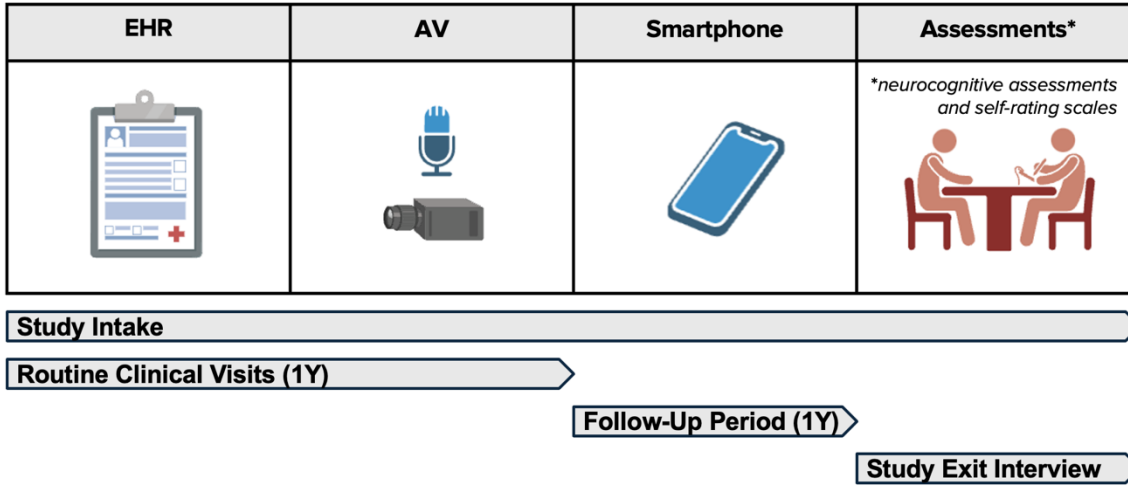 EHR
AV
Smartphone
Assessments*
*neurocognitive assessments
and self-rating scales
Study Intake
Routine Clinical Visits (1Y)
Follow-Up Period (1Y)
Study Exit Interview